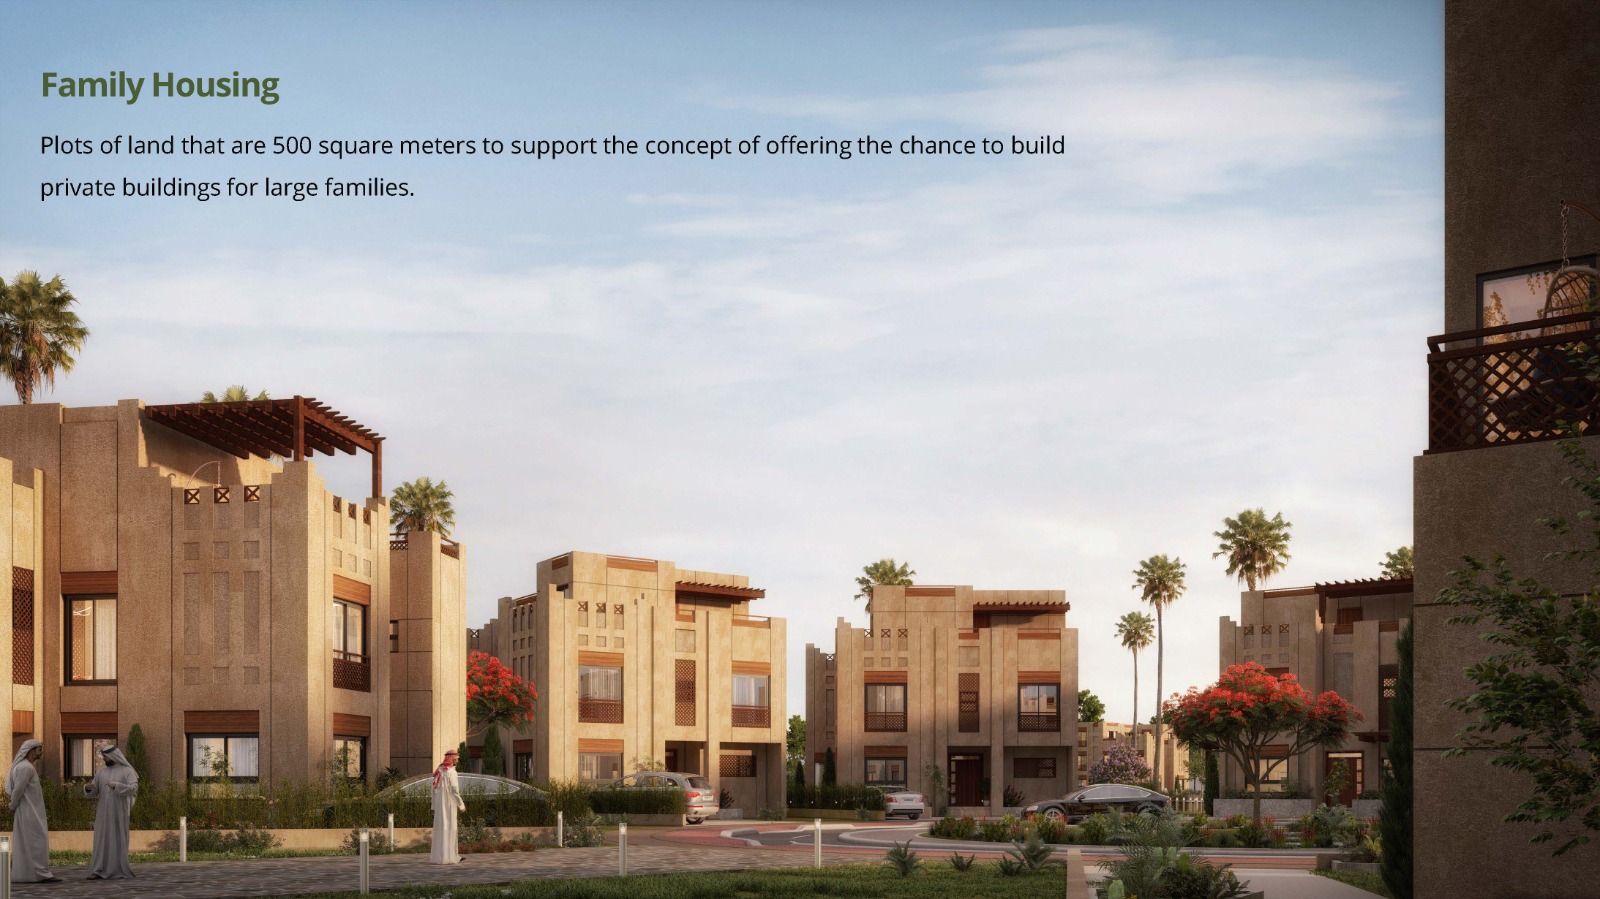 Family Housing
Plots of land that are 500 square meters to support the concept of offering the chance to build
private buildings for large families.